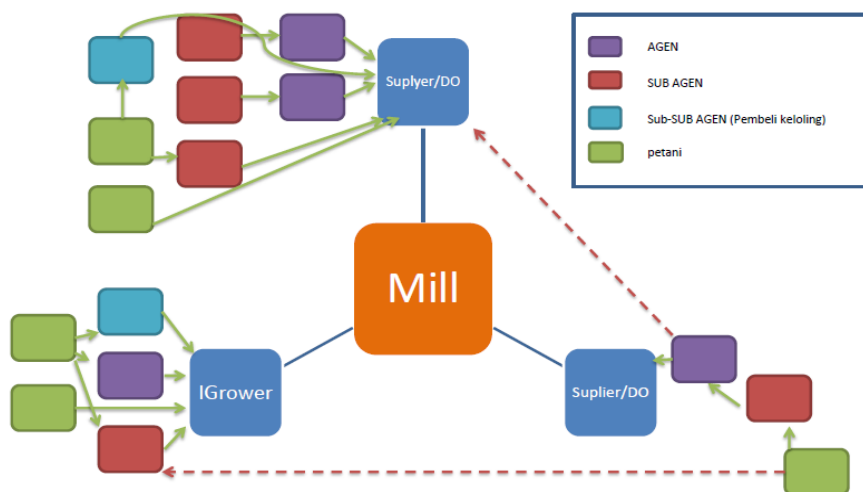 Suplyer/DO
AGEN
SUB AGEN
Sub-SUB AGEN (Pembeli keloling)
petani
Mill
IGrower
Suplier/DO